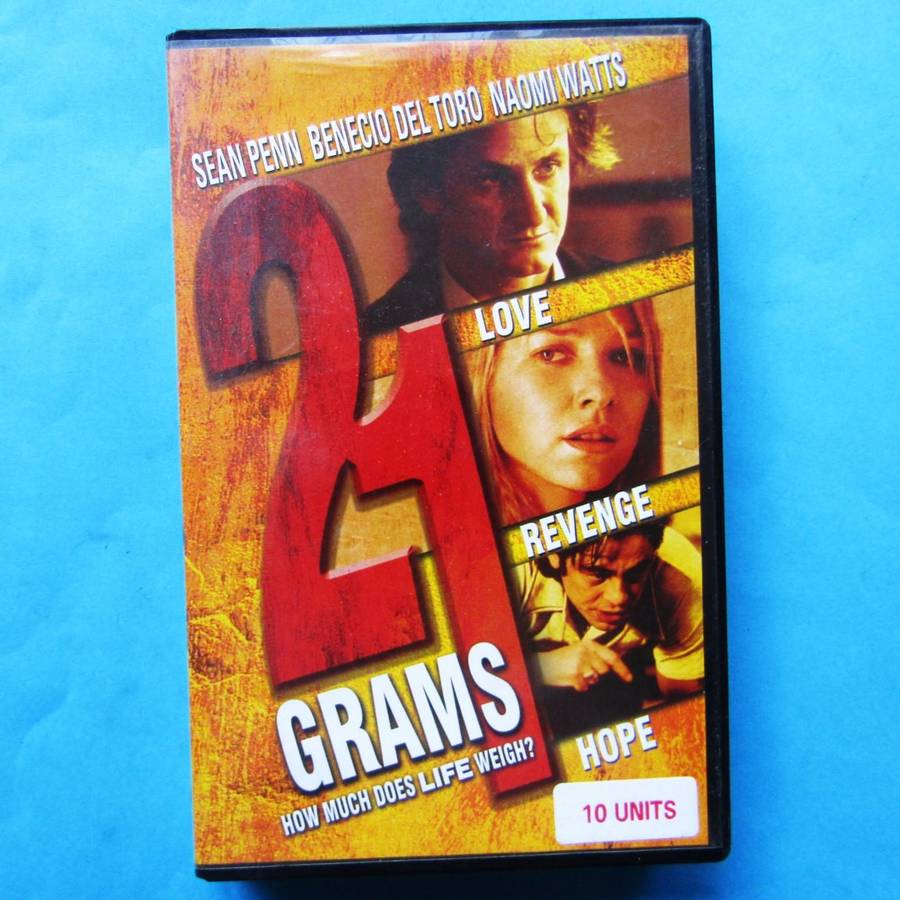 SEAN PENN BENECIO DEL TORO NAOMI WATTS
LOVE
REVENGE
HOPE
21
GRAMS
HOW MUCH DOES LIFE WEIGH?
10 UNITS